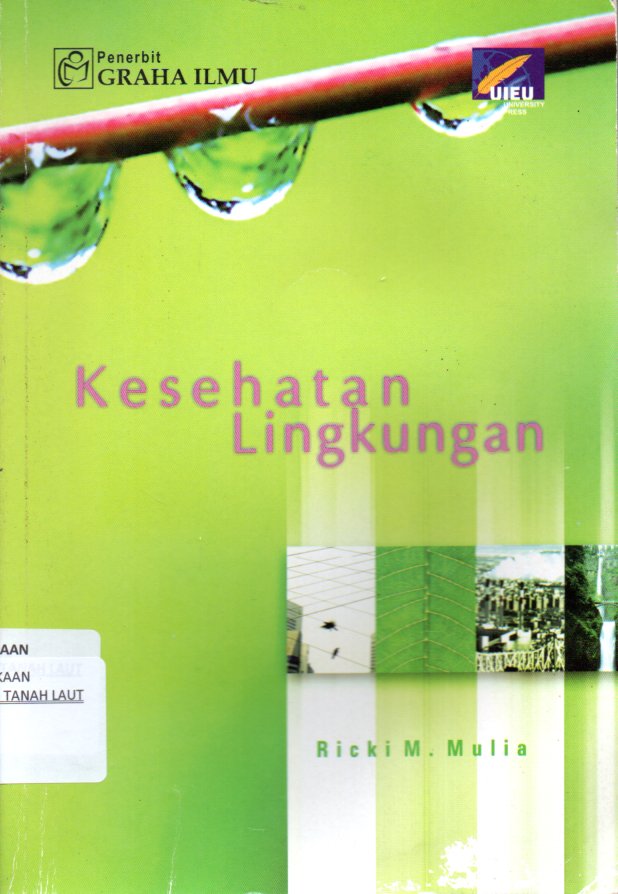 Penerbit
GRAHA ILMU
UIEU
UNIVERSITY
PRESS
Kesehatan
Lingkungan
AAN
KAAN
TANAH LAUT
Ricki M. Mulia